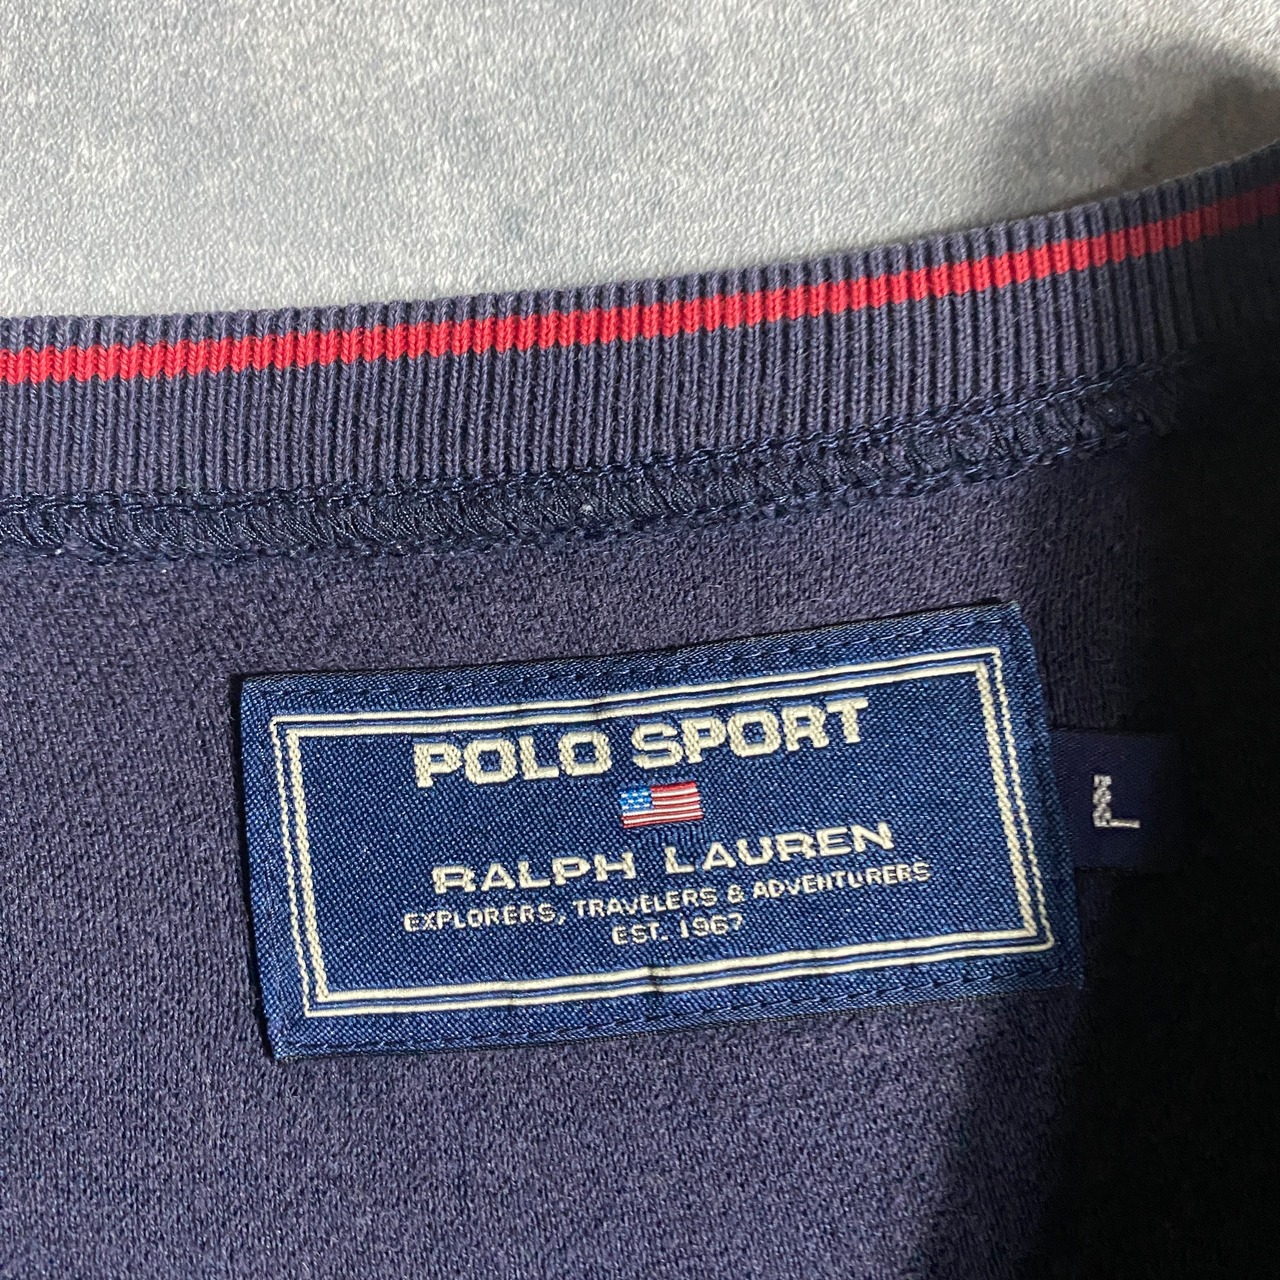 POLO SPORT
RALPH LAUREN
EXPLORERS, TRAVELERS & ADVENTURERS
EST. 1967
L